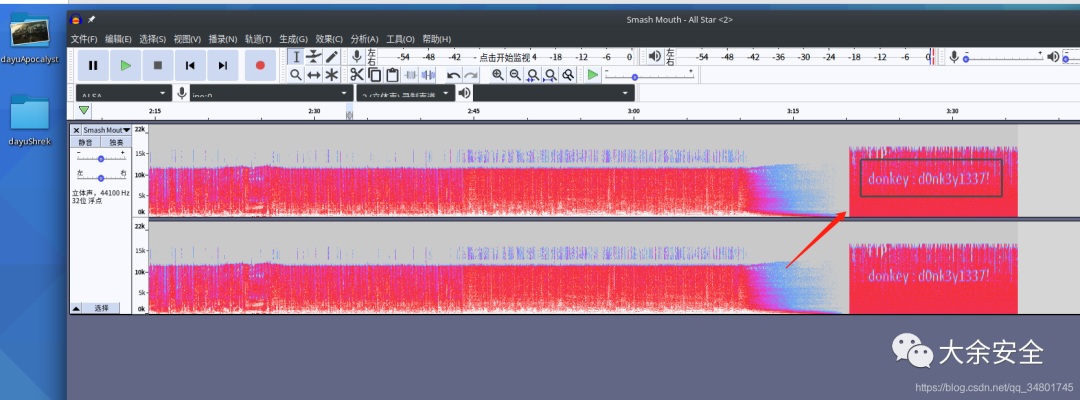 Smash Mouth - All Star <2>
dayuApocalyst
dayuShrek
文件(F) 编辑(E) 选择(S) 视图(V) 播录(N) 轨道(T) 生成(G) 效果(C) 分析(A) 工具(O) 帮助(H)
左 右 -54 -48 -42 - 点击开始监视 4 -18 -12 -6 0 左 右 -54 -48 -42 -36 -30 -24 -18 -12 -6 0
2:15 2:30 2:45 3:00 3:15 3:30
Smash Mout
静音 独奏
- +
左 右
立体声, 44100 Hz
32位 浮点
选择
22k
15k
10k
5k
0k
donkey : d0nk3y1337!
22k
15k
10k
5k
0k
donkey : d0nk3y1337!
大余安全
https://blog.csdn.net/qq_34801745